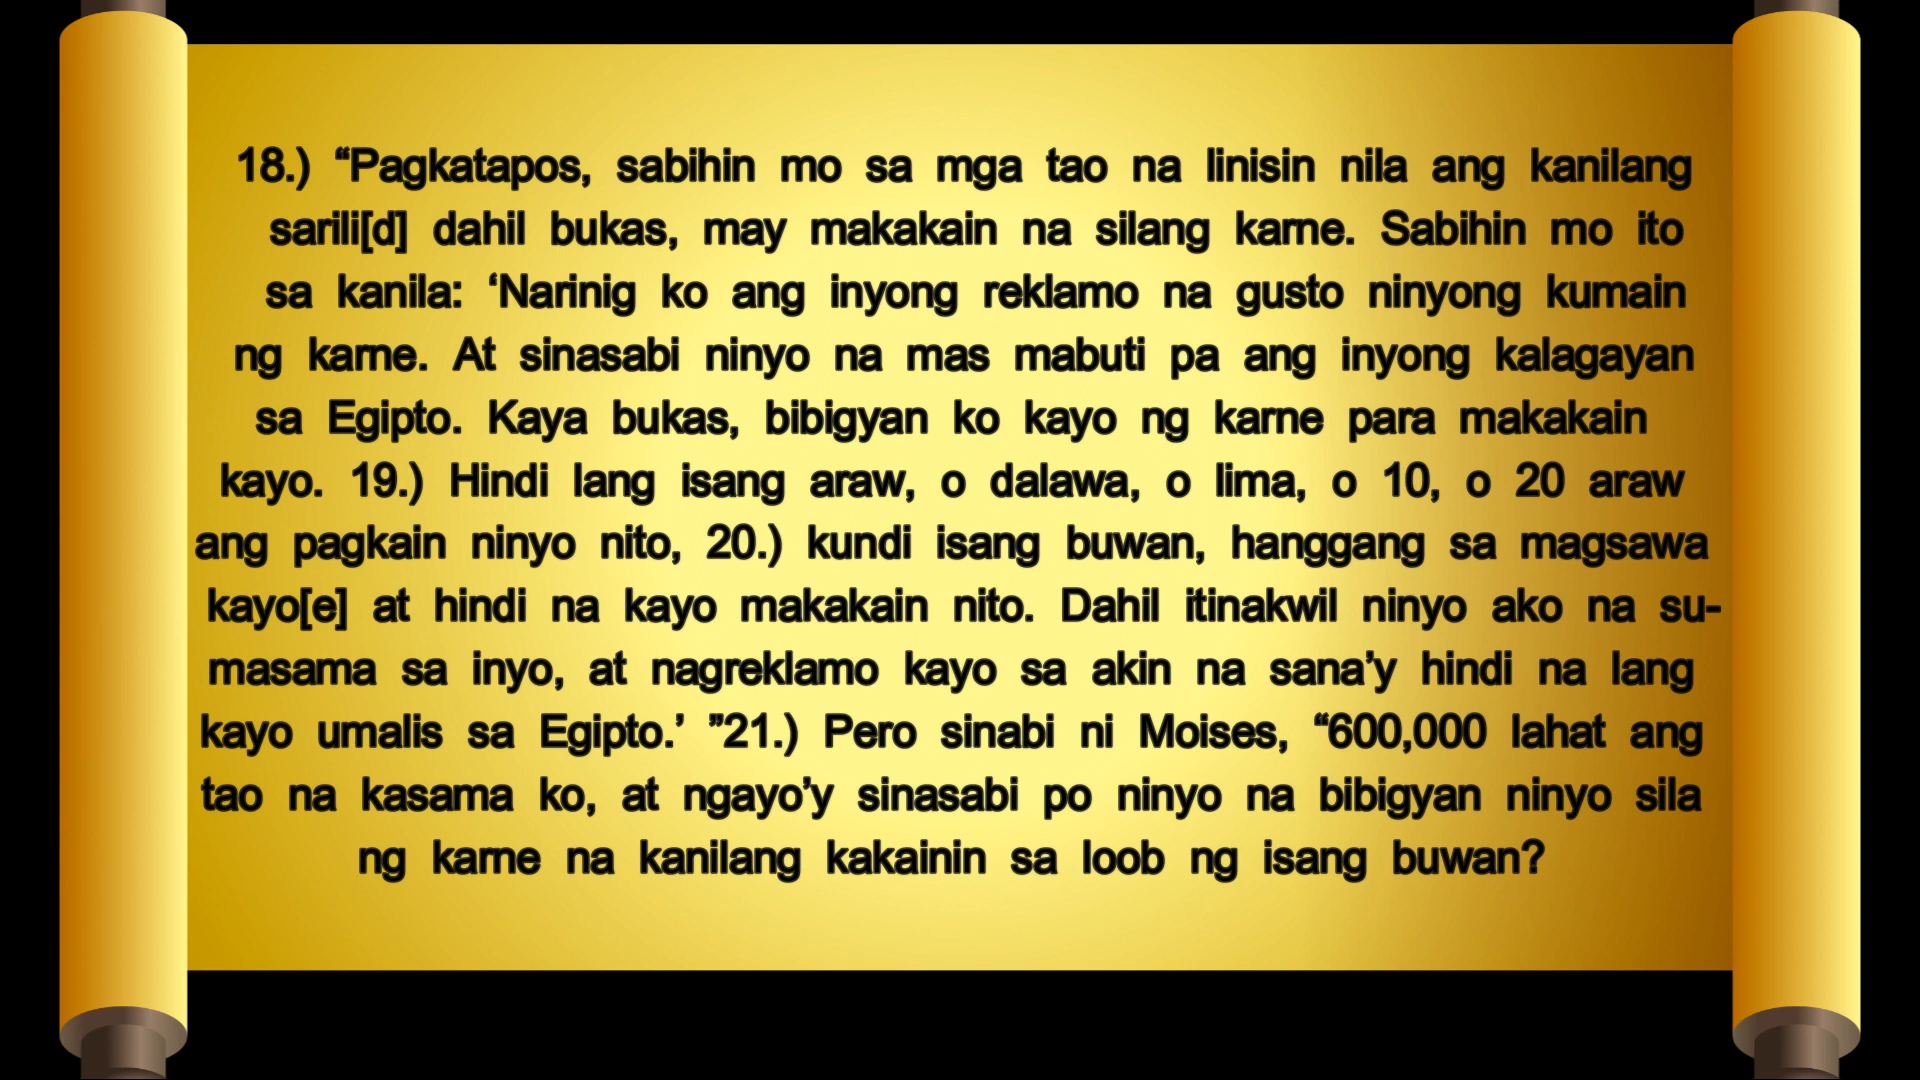 18.) “Pagkatapos, sabihin mo sa mga tao na linisin nila ang kanilang
sarili[d] dahil bukas, may makakain na silang karne. Sabihin mo ito
sa kanila: ‘Narinig ko ang inyong reklamo na gusto ninyong kumain
ng karne. At sinasabi ninyo na mas mabuti pa ang inyong kalagayan
sa Egipto. Kaya bukas, bibigyan ko kayo ng karne para makakain
kayo. 19.) Hindi lang isang araw, o dalawa, o lima, o 10, o 20 araw
ang pagkain ninyo nito, 20.) kundi isang buwan, hanggang sa magsawa
kayo[e] at hindi na kayo makakain nito. Dahil itinakwil ninyo ako na su-
masama sa inyo, at nagreklamo kayo sa akin na sana’y hindi na lang
kayo umalis sa Egipto.’ ”21.) Pero sinabi ni Moises, “600,000 lahat ang
tao na kasama ko, at ngayo’y sinasabi po ninyo na bibigyan ninyo sila
ng karne na kanilang kakainin sa loob ng isang buwan?